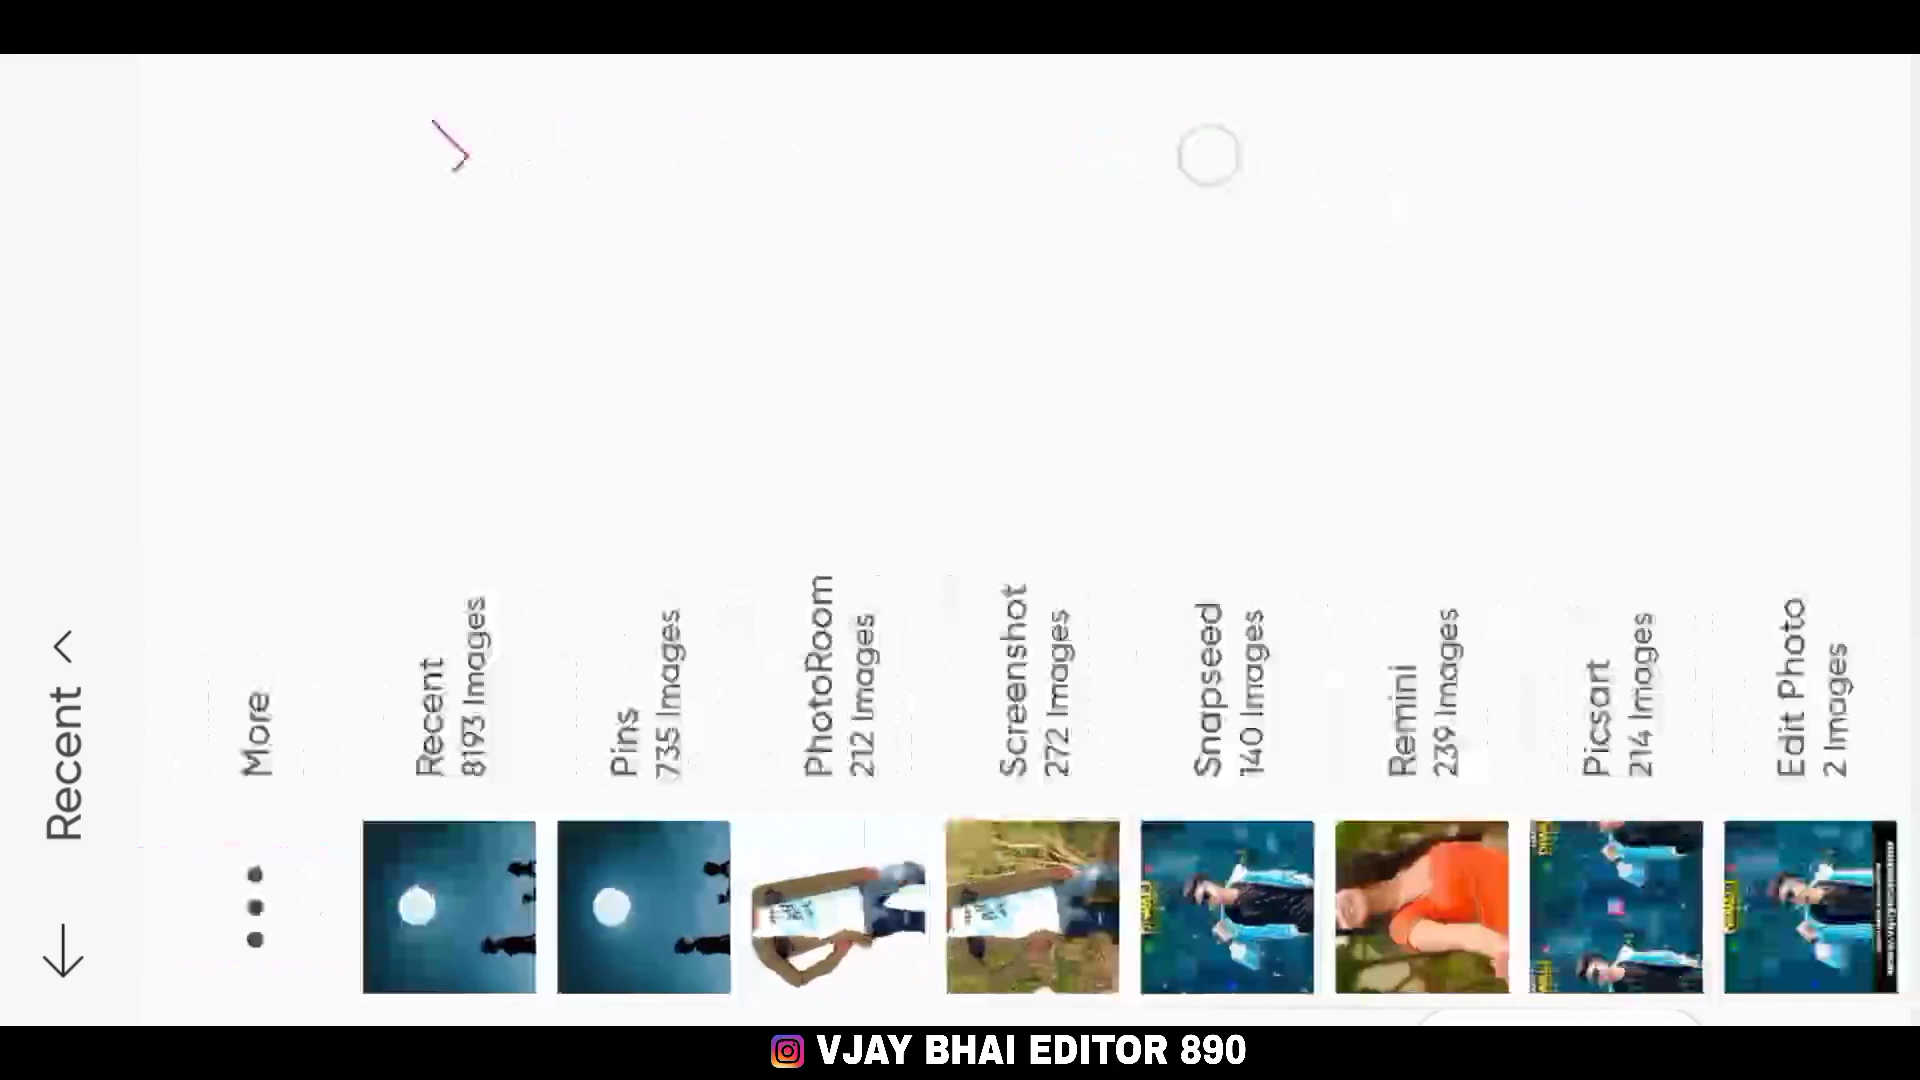 Recent
More
Recent
8193 Images
Pins
735 Images
PhotoRoom
212 Images
Screenshot
272 Images
Snapseed
140 Images
Remini
239 Images
Picsart
214 Images
Edit Photo
2 Images
VJAY BHAI EDITOR 890